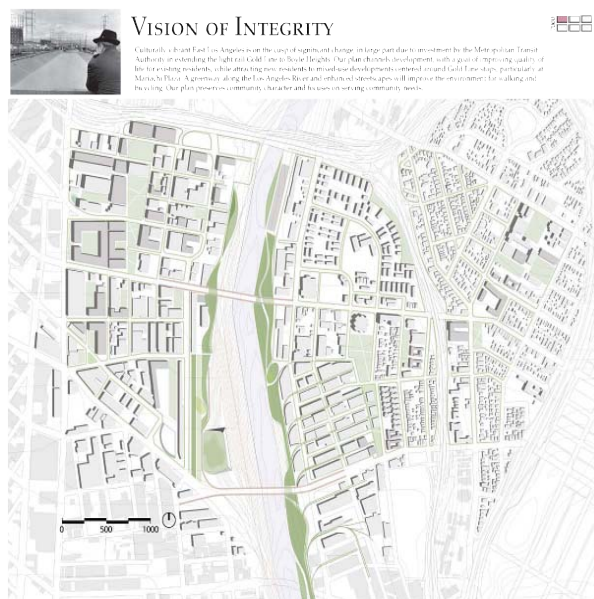 VISION OF INTEGRITY
Culturally vibrant East Los Angeles is on the cusp of significant change, in large part due to investment by the Metropolitan Transit
Authority in extending the light rail Gold Line to Boyle Heights. Our plan channels development with a goal of improving quality of
life for existing residents, while attracting new residents to mixed-use developments centered around Gold Line stops, particularly at
Mariachi Plaza. A greenway along the Los Angeles River and enhanced streetscapes will improve the environment for walking and
bicycling. Our plan preserves community character and focuses on serving community needs.
0 500 1000